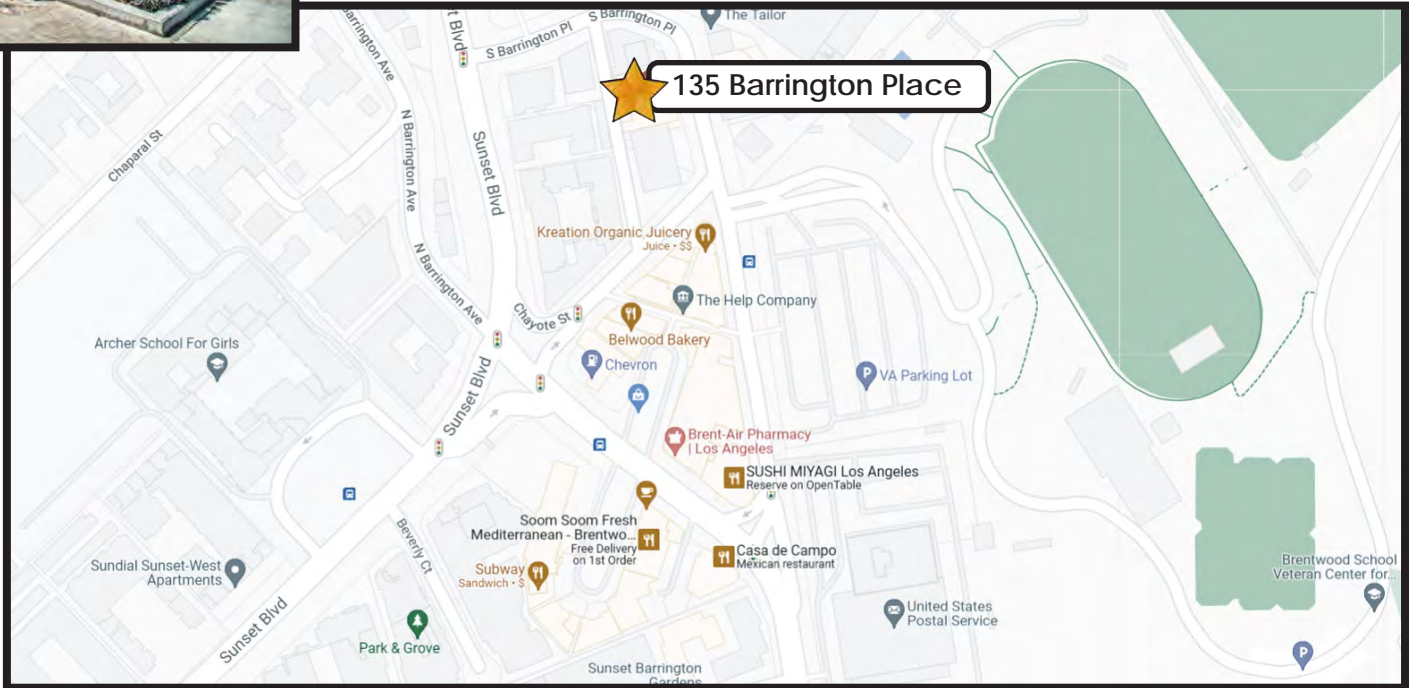 S Barrington Pl
The Tailor
Barrington Ave
t Blvd
S Barrington Pl
135 Barrington Place
Chaparal St
N Barrington Ave
Sunset Blvd
Kreation Organic Juicery
Juice • $$
N Barrington Ave
Chayote St
The Help Company
Belwood Bakery
Archer School For Girls
Chevron
VA Parking Lot
P
Sunset Blvd
Brent-Air Pharmacy
| Los Angeles
SUSHI MIYAGI Los Angeles
Reserve on OpenTable
Soom Soom Fresh
Mediterranean - Brentwo...
Free Delivery
on 1st Order
Beverly Ct
Casa de Campo
Mexican restaurant
Sundial Sunset-West
Apartments
Subway
Sandwich • $
Brentwood School
Veteran Center for...
United States
Postal Service
Sunset Blvd
Park & Grove
P
Sunset Barrington
Gardens